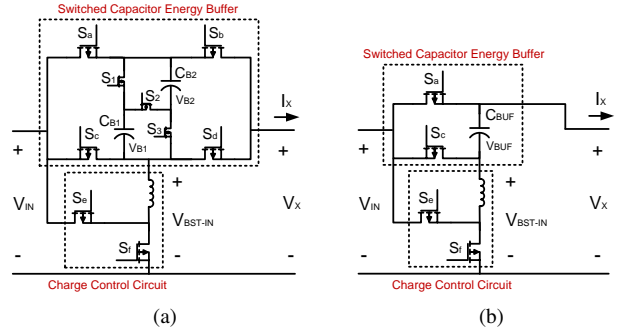 Switched Capacitor Energy Buffer
Sa
Sb
S1
CB2
S2
VB2
CB1
S3
Sc
VB1
Sd
IX
+
+
+
Se
VIN
VBST-IN
VX
Sf
-
-
-
Charge Control Circuit
(a)
Switched Capacitor Energy Buffer
Sa
CBUF
IX
Sc
VBUF
+
+
+
Se
VIN
VBST-IN
VX
Sf
-
-
-
Charge Control Circuit
(b)